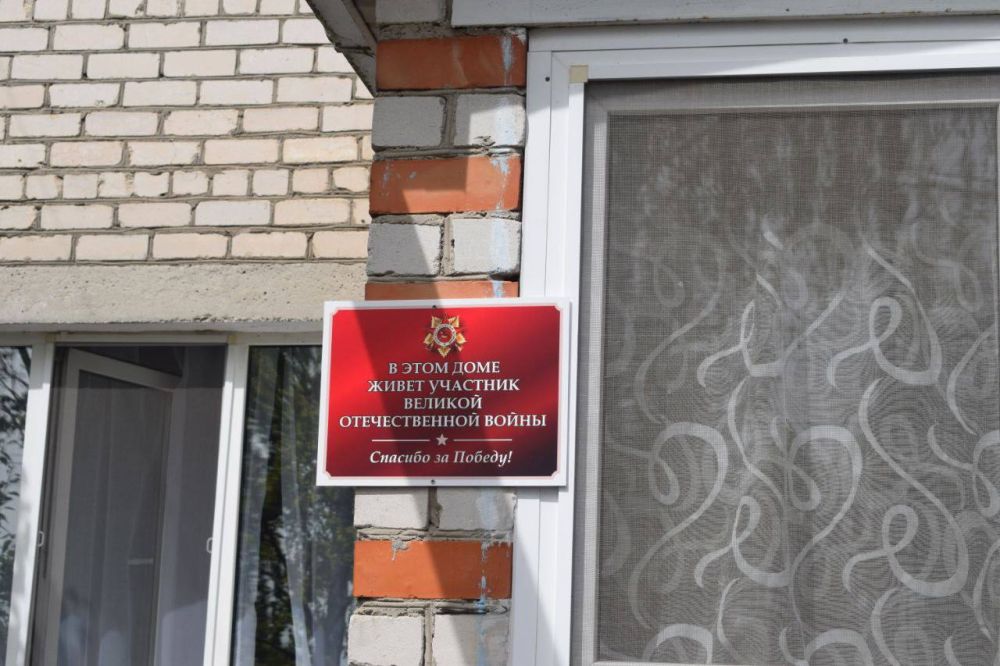 В ЭТОМ ДОМЕ
ЖИВЕТ УЧАСТНИК
ВЕЛИКОЙ
ОТЕЧЕСТВЕННОЙ ВОЙНЫ
Спасибо за Победу!